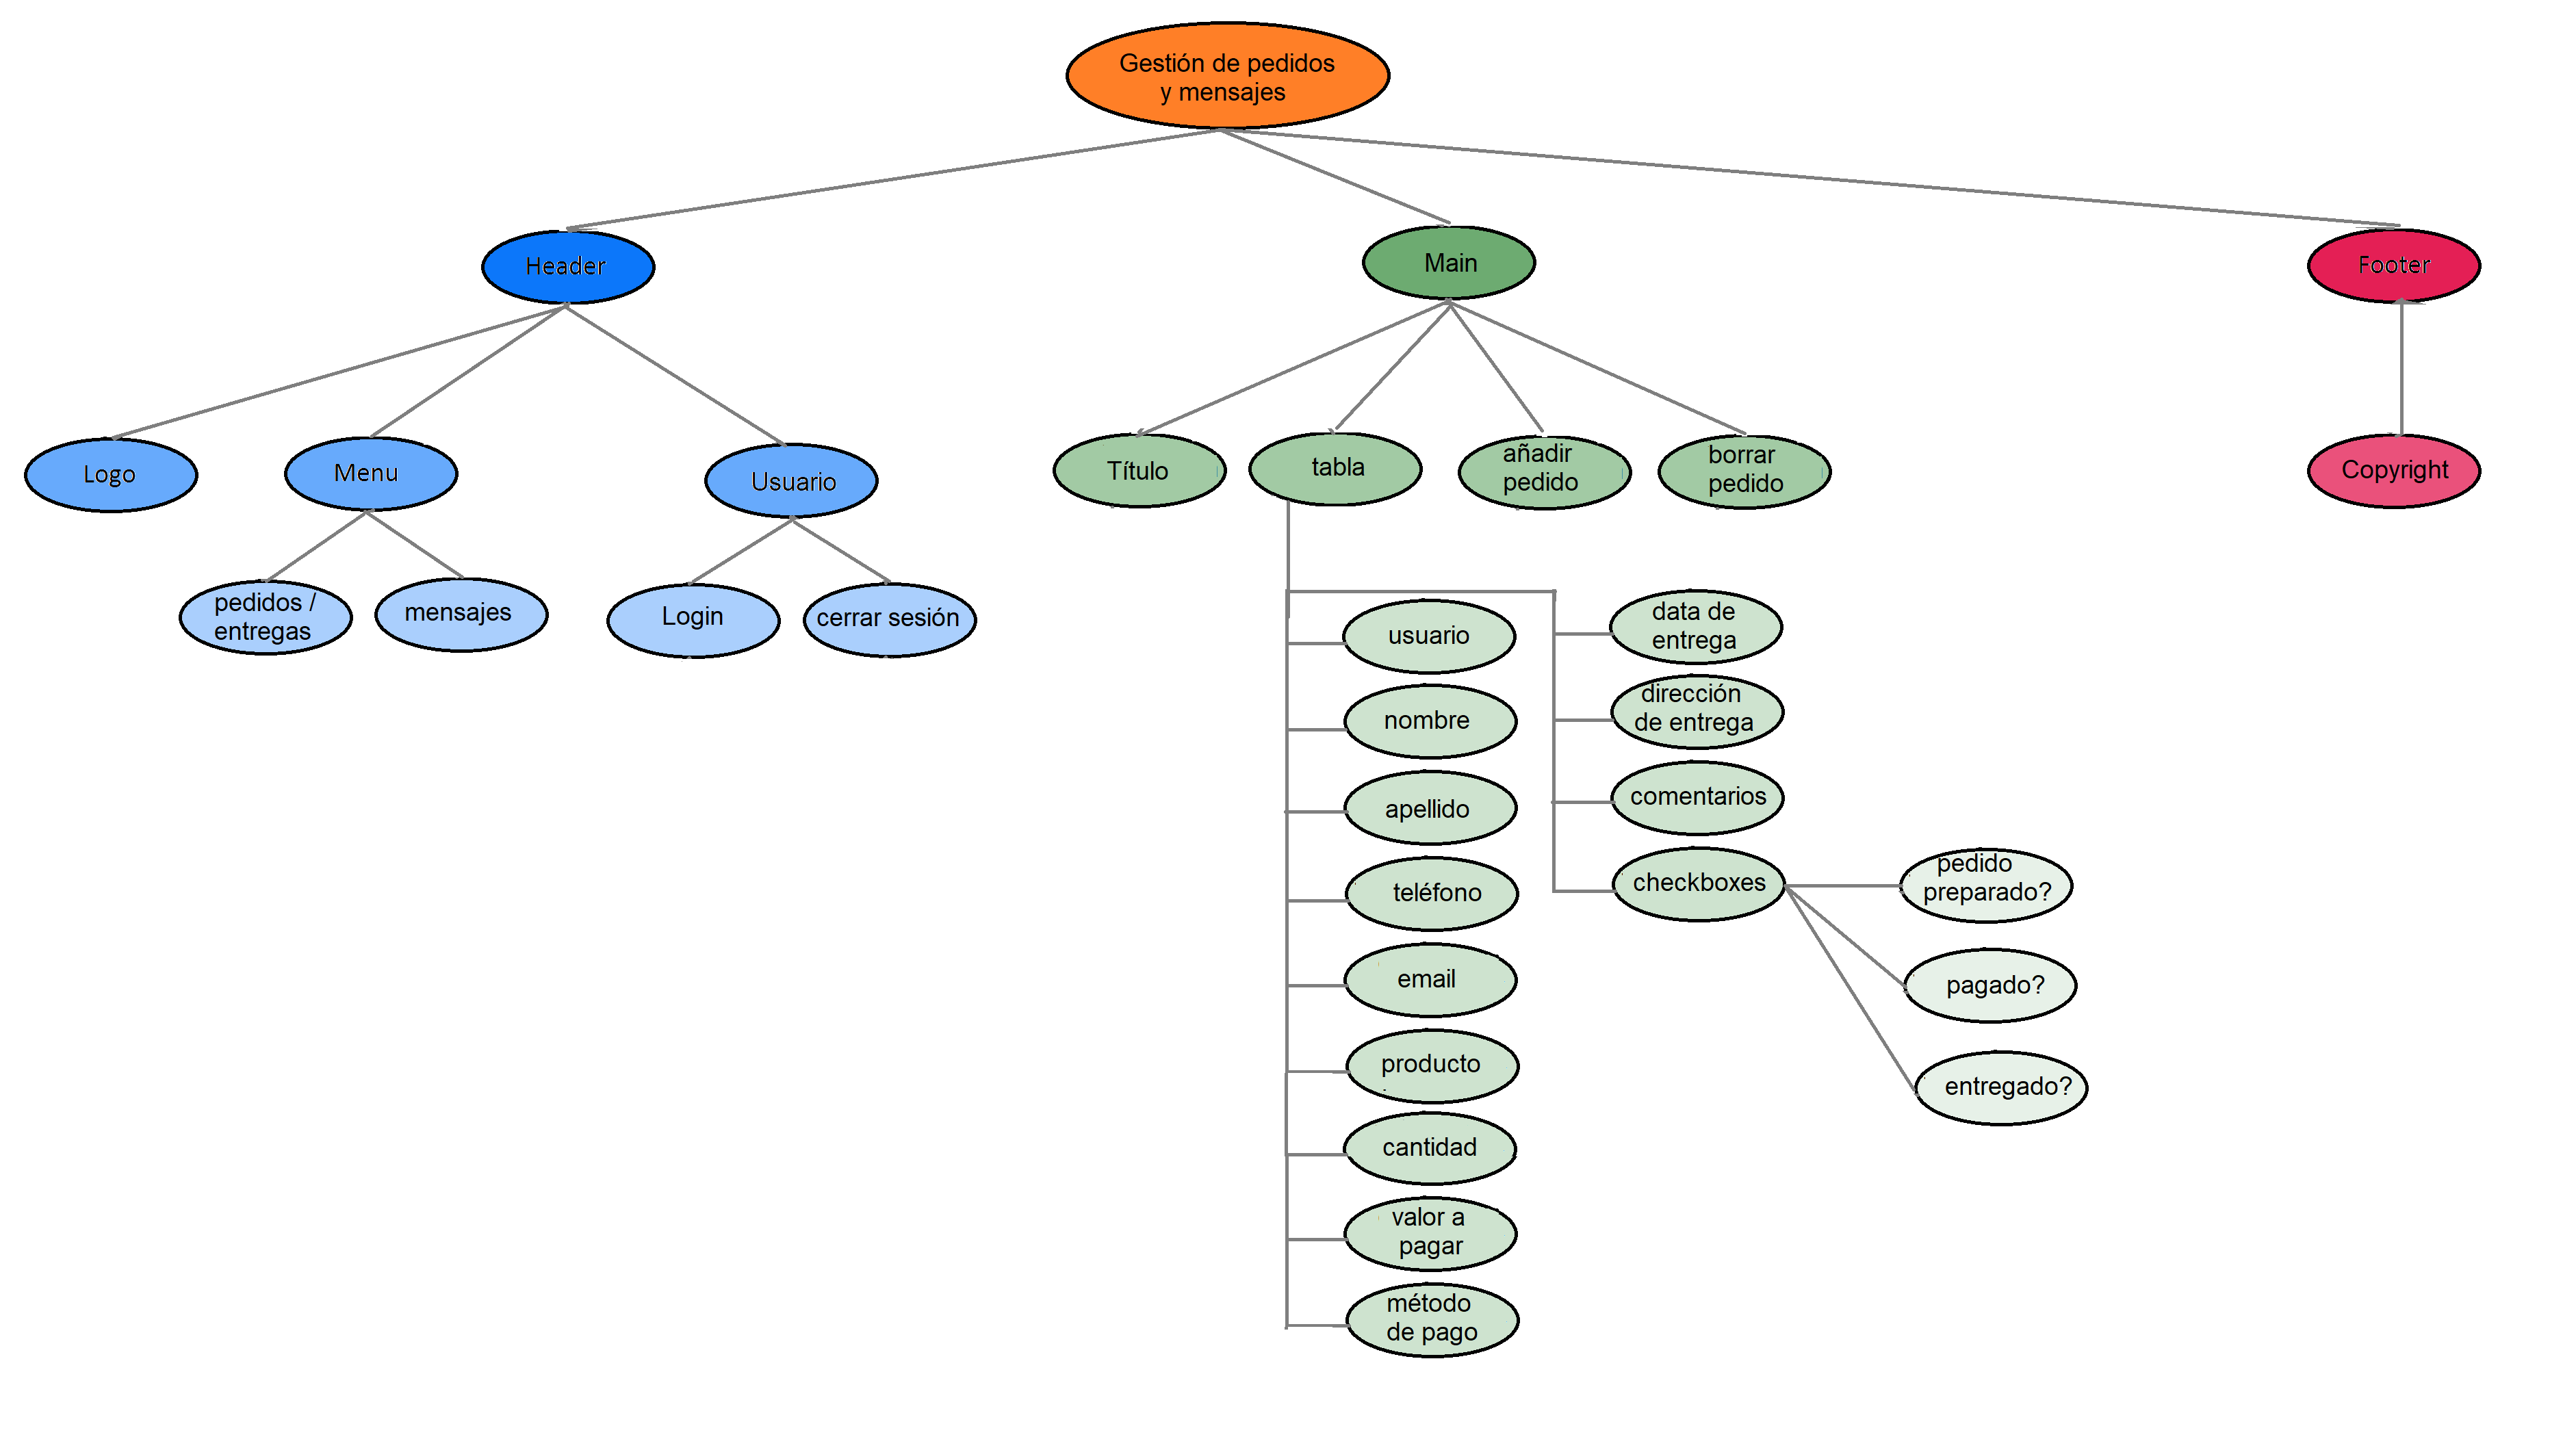 Gestión de pedidos
y mensajes
Header
Main
Footer
Logo
Menu
Usuario
Título
tabla
añadir
pedido
borrar
pedido
Copyright
pedidos /
entregas
mensajes
Login
cerrar sesión
usuario
nombre
apellido
teléfono
email
producto
cantidad
valor a
pagar
método
de pago
data de
entrega
dirección
de entrega
comentarios
checkboxes
pedido
preparado?
pagado?
entregado?